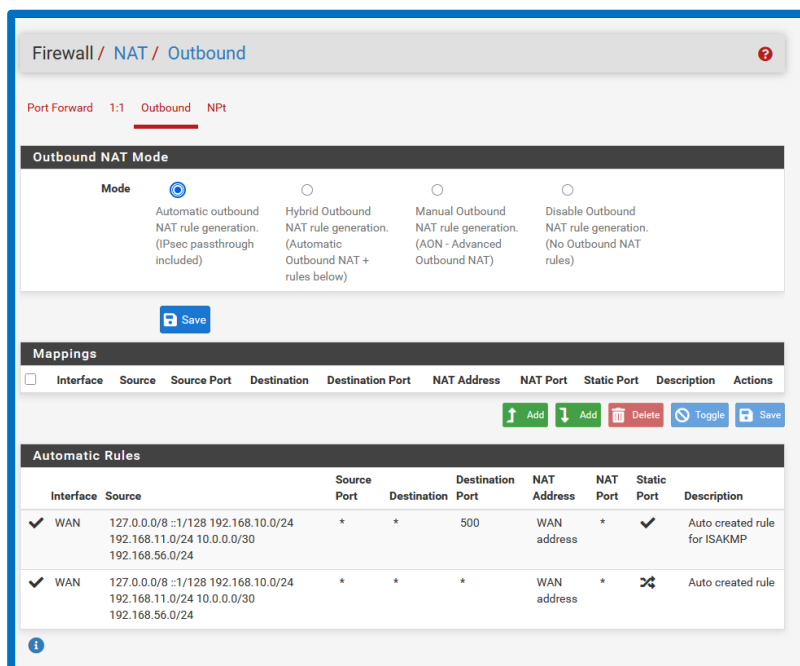 Firewall / NAT / Outbound
Port Forward 1:1 Outbound NPt
Outbound NAT Mode
Mode
Automatic outbound
NAT rule generation.
(IPsec passthrough
included)
Hybrid Outbound
NAT rule generation.
(Automatic
Outbound NAT +
rules below)
Manual Outbound
NAT rule generation.
(AON - Advanced
Outbound NAT)
Disable Outbound
NAT rule generation.
(No Outbound NAT
rules)
Save
Mappings
Interface Source Source Port Destination Destination Port NAT Address NAT Port Static Port Description Actions
Add Add Delete Toggle Save
Automatic Rules
Interface Source Source Port Destination Destination Port NAT Address NAT Port Static Port Description
WAN 127.0.0.0/8 ::1/128 192.168.10.0/24 * * 500 WAN * Auto created rule
192.168.11.0/24 10.0.0.0/30 address for ISAKMP
192.168.56.0/24
WAN 127.0.0.0/8 ::1/128 192.168.10.0/24 * * * WAN * Auto created rule
192.168.11.0/24 10.0.0.0/30 address
192.168.56.0/24